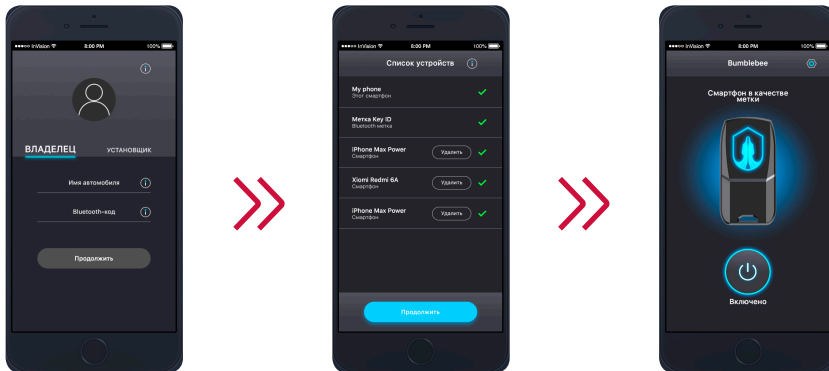 InVision
8:00 PM
100%
ВЛАДЕЛЕЦ
УСТАНОВЩИК
Имя автомобиля
Bluetooth-код
Продолжить
InVision
8:00 PM
100%
Список устройств
My phone
Этот смартфон
Метка Key ID
Bluetooth-метка
iPhone Max Power
Смартфон
Удалить
Xiomi Redmi 6A
Смартфон
Удалить
iPhone Max Power
Смартфон
Удалить
Продолжить
InVision
8:00 PM
100%
Bumblebee
Смартфон в качестве
метки
Включено